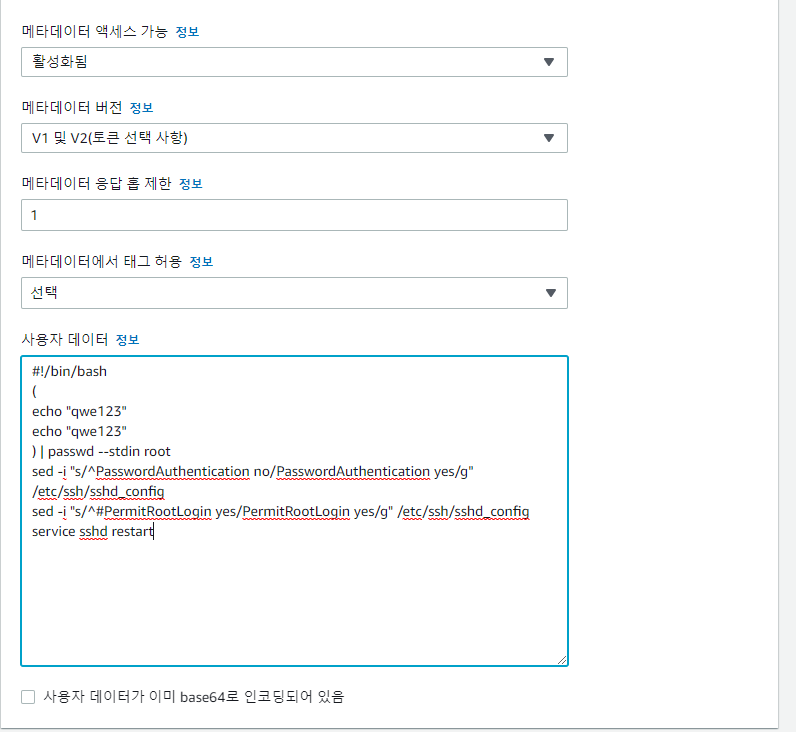 메타데이터 액세스 가능 정보
활성화됨
메타데이터 버전 정보
V1 및 V2(토큰 선택 사항)
메타데이터 응답 홉 제한 정보
1
메타데이터에서 태그 허용 정보
선택
사용자 데이터 정보
#!/bin/bash
(
echo "qwe123"
echo "qwe123"
) | passwd --stdin root
sed -i "s/^PasswordAuthentication no/PasswordAuthentication yes/g"
/etc/ssh/sshd_config
sed -i "s/^#PermitRootLogin yes/PermitRootLogin yes/g" /etc/ssh/sshd_config
service sshd restart
사용자 데이터가 이미 base64로 인코딩되어 있음